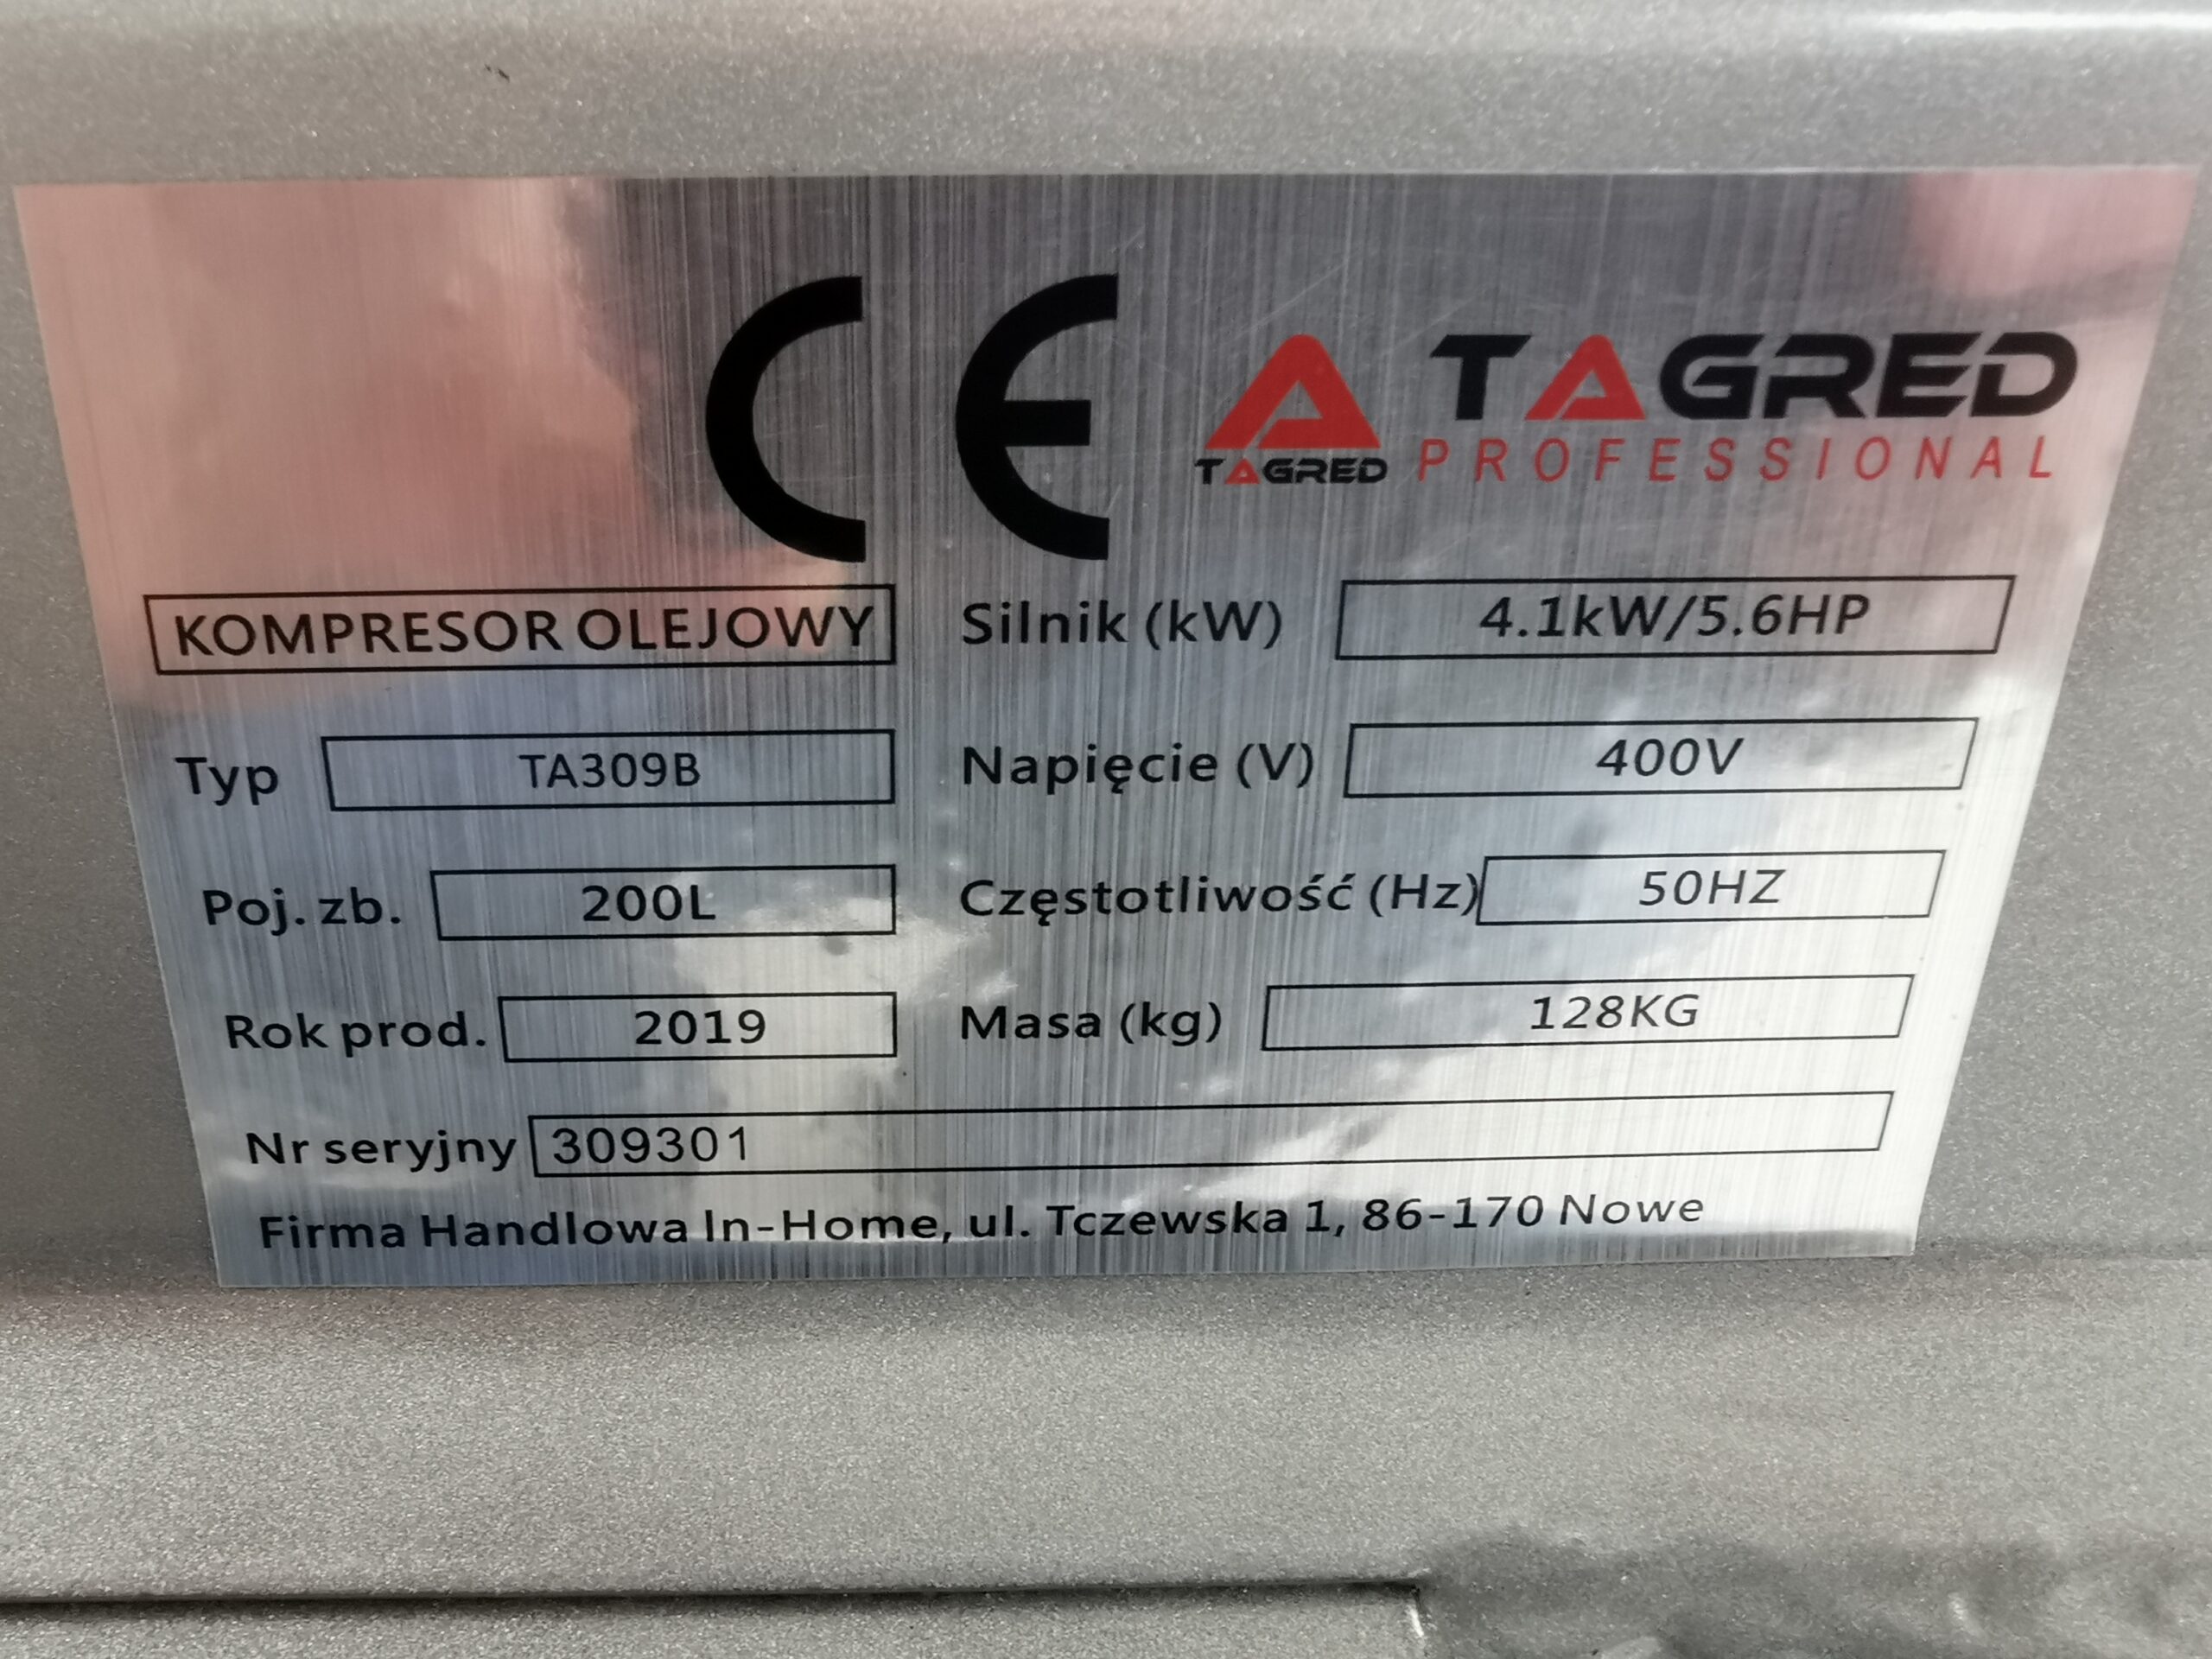 CE
TAGRED
TAGRED
PROFESSIONAL
KOMPRESOR OLEJOWY
Silnik (kW) 4.1kW/5.6HP
Typ TA309B
Napięcie (V) 400V
Poj. zb. 200L
Częstotliwość (Hz) 50HZ
Rok prod. 2019
Masa (kg) 128KG
Nr seryjny 309301
Firma Handlowa In-Home, ul. Tczewska 1, 86-170 Nowe